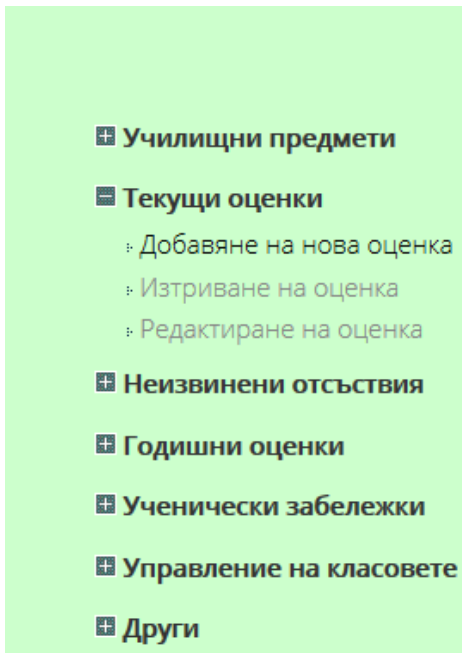 Училищни предмети
Текущи оценки
Добавяне на нова оценка
Изтриване на оценка
Редактиране на оценка
Неизвинени отсъствия
Годишни оценки
Ученически забележки
Управление на класовете
Други